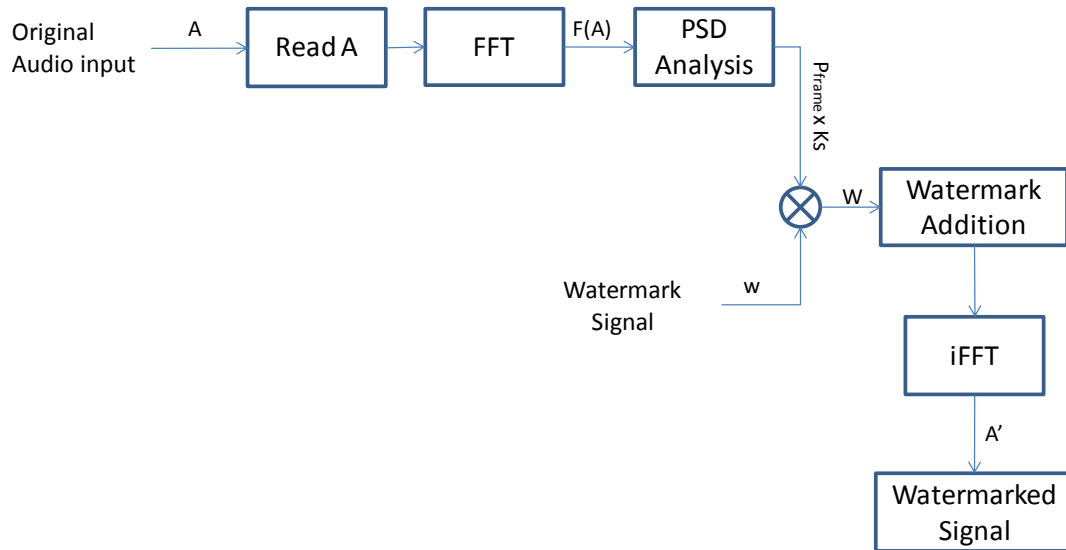 Original
Audio input
A
Read A
FFT
F(A)
PSD
Analysis
Pframe x Ks
W
Watermark
Addition
Watermark
Signal
w
iFFT
A’
Watermarked
Signal